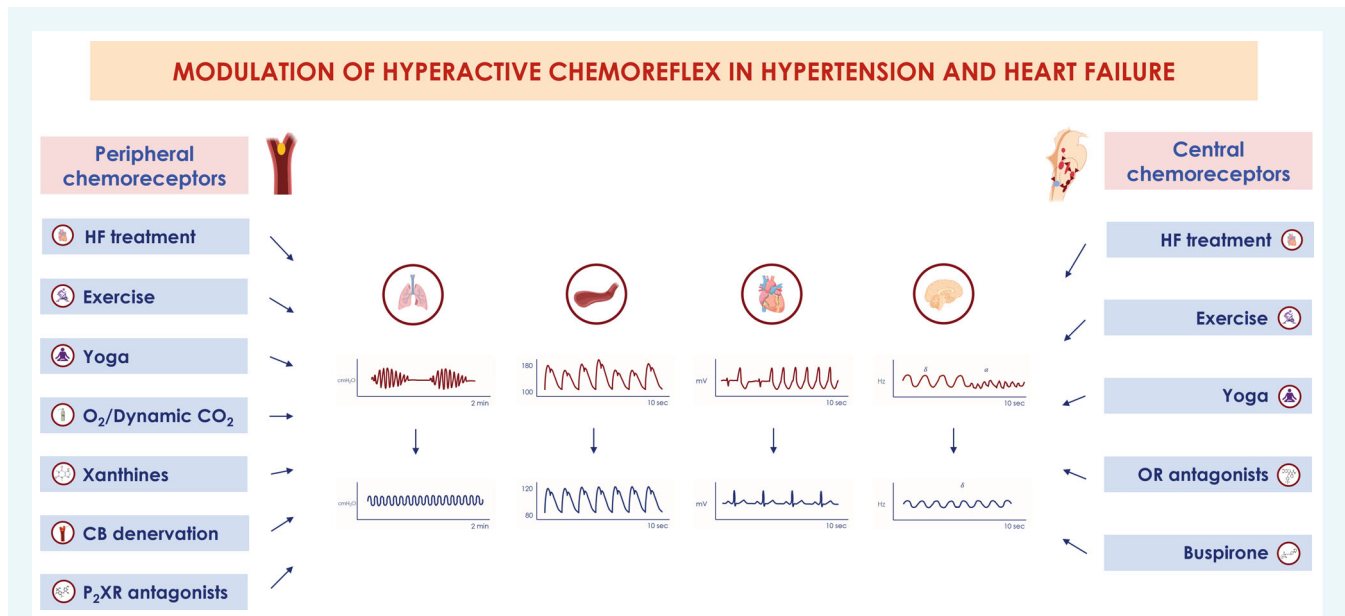 MODULATION OF HYPERACTIVE CHEMOREFLEX IN HYPERTENSION AND HEART FAILURE
Peripheral
chemoreceptors
HF treatment
Exercise
Yoga
O₂/Dynamic CO₂
Xanthines
CB denervation
P₂XR antagonists
cmH₂O
2 min
180
100
10 sec
mV
10 sec
Hz
δ
α
10 sec
cmH₂O
2 min
120
80
10 sec
mV
10 sec
Hz
δ
10 sec
Central
chemoreceptors
HF treatment
Exercise
Yoga
OR antagonists
Buspirone